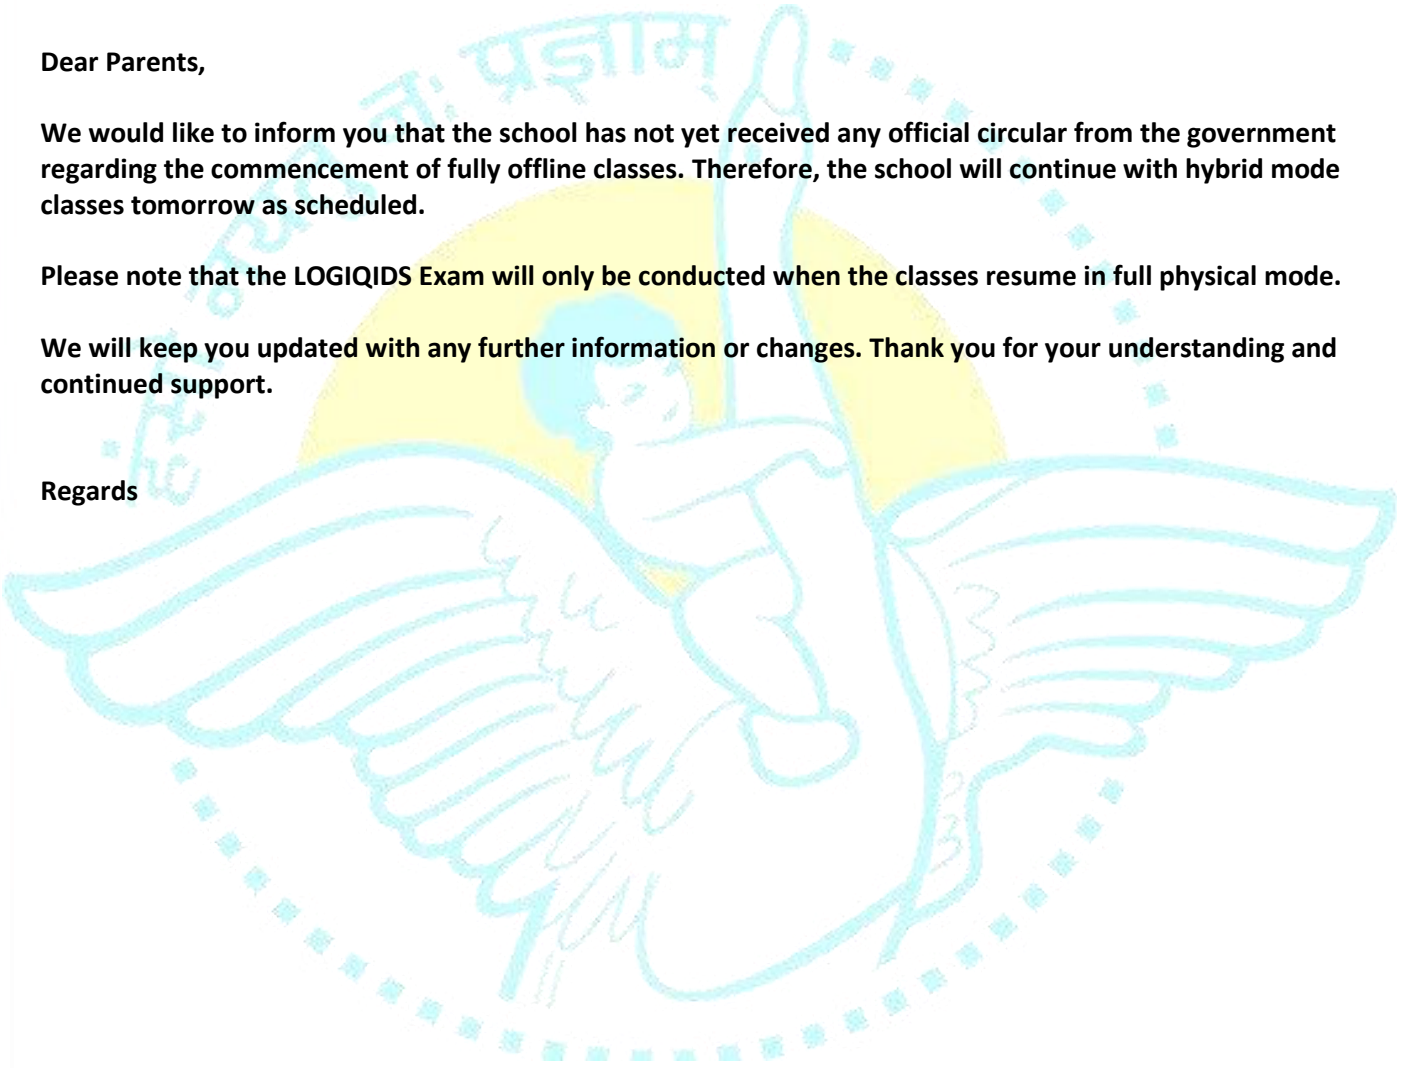 हंसो नयतु नः प्रज्ञाम्
Dear Parents,
We would like to inform you that the school has not yet received any official circular from the government
regarding the commencement of fully offline classes. Therefore, the school will continue with hybrid mode
classes tomorrow as scheduled.
Please note that the LOGIQIDS Exam will only be conducted when the classes resume in full physical mode.
We will keep you updated with any further information or changes. Thank you for your understanding and
continued support.
Regards